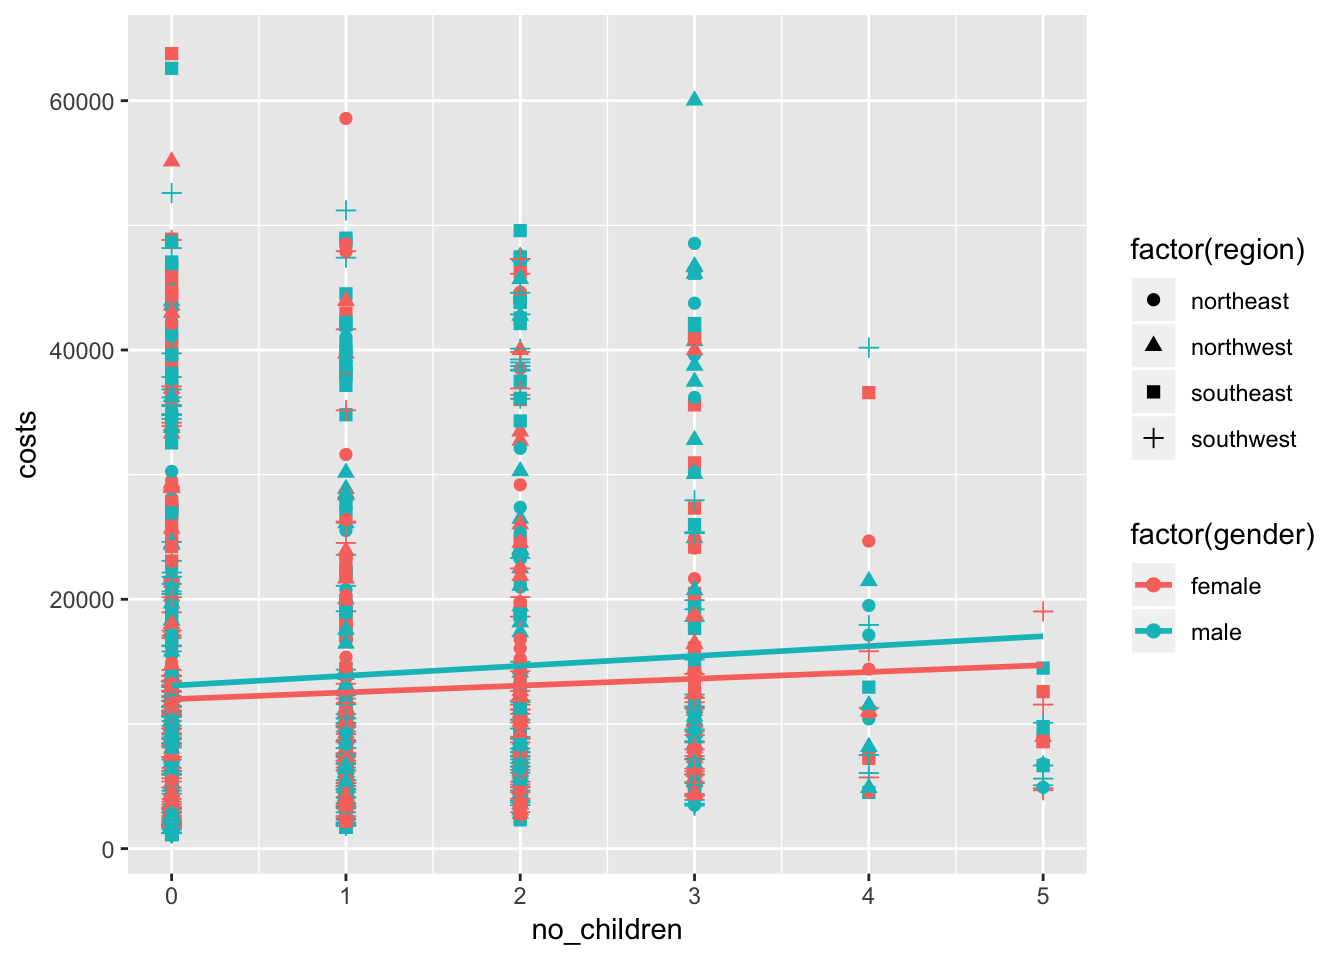 60000
40000
20000
0
costs
0 1 2 3 4 5
no_children
factor(region)
northeast
northwest
southeast
southwest
factor(gender)
female
male